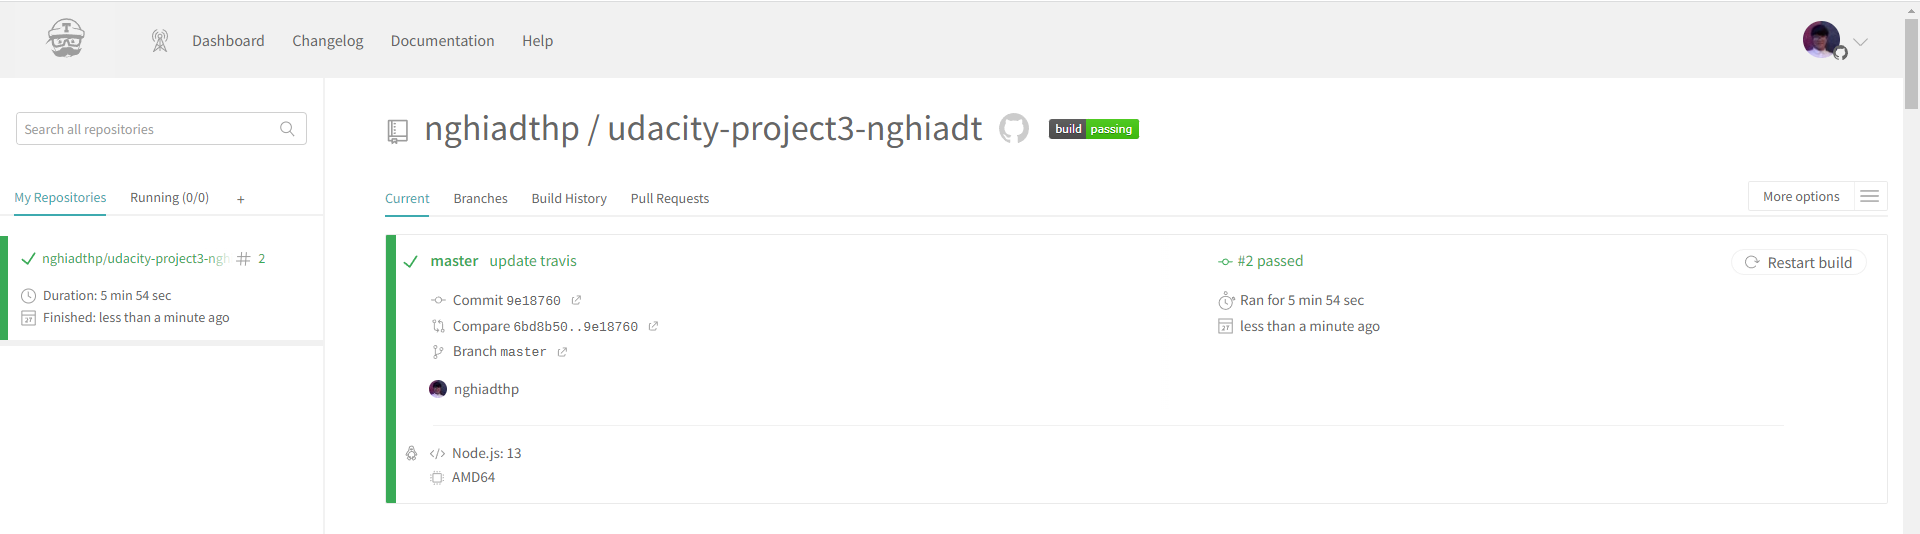 Dashboard Changelog Documentation Help
Search all repositories
My Repositories Running (0/0) +
nghiadthp/udacity-project3-ngh # 2
Duration: 5 min 54 sec
Finished: less than a minute ago
nghiadthp / udacity-project3-nghiadt build passing
Current Branches Build History Pull Requests More options
master update travis
#2 passed
Restart build
Commit 9e18760
Ran for 5 min 54 sec
Compare 6bd8b50..9e18760
less than a minute ago
Branch master
nghiadthp
Node.js: 13
AMD64